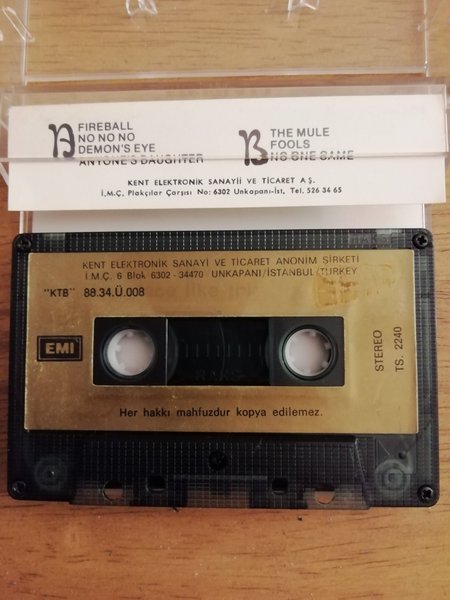 A
FIREBALL
NO NO NO
DEMON'S EYE
ANYONE'S DAUGHTER
B
THE MULE
FOOLS
NO ONE CAME
KENT ELEKTRONİK SANAYİİ VE TİCARET A Ş.
İ.M.Ç. Plakçılar Çarşısı No: 6302 Unkapanı-İst, Tel. 526 34 65
KENT ELEKTRONİK SANAYİ VE TİCARET ANONİM ŞİRKETİ
İ.M.Ç. 6 Blok 6302 - 34470 UNKAPANI/İSTANBUL/TURKEY
"KTB" 88.34.Ü.008
EMI
STEREO
TS. 2240
Her hakkı mahfuzdur kopya edilemez.